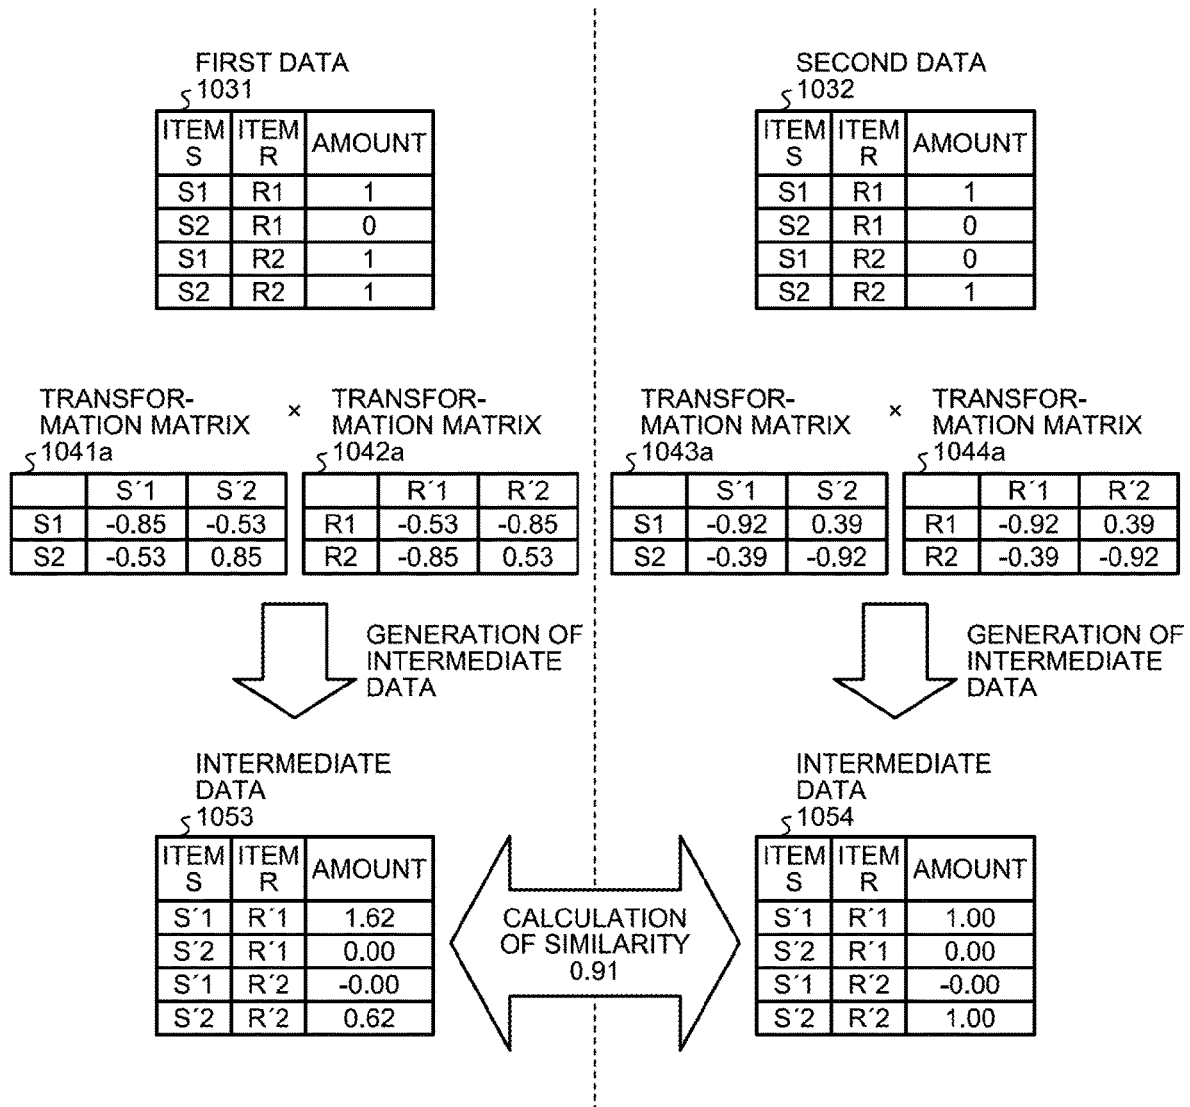 FIRST DATA
1031
ITEM S ITEM R AMOUNT
S1 R1 1
S2 R1 0
S1 R2 1
S2 R2 1
SECOND DATA
1032
ITEM S ITEM R AMOUNT
S1 R1 1
S2 R1 0
S1 R2 0
S2 R2 1
TRANSFOR-
MATION MATRIX
1041a
S´1 S´2
S1 -0.85 -0.53
S2 -0.53 0.85
×
TRANSFOR-
MATION MATRIX
1042a
R´1 R´2
R1 -0.53 -0.85
R2 -0.85 0.53
TRANSFOR-
MATION MATRIX
1043a
S´1 S´2
S1 -0.92 0.39
S2 -0.39 -0.92
×
TRANSFOR-
MATION MATRIX
1044a
R´1 R´2
R1 -0.92 0.39
R2 -0.39 -0.92
GENERATION OF
INTERMEDIATE
DATA
GENERATION OF
INTERMEDIATE
DATA
INTERMEDIATE
DATA
1053
ITEM S ITEM R AMOUNT
S´1 R´1 1.62
S´2 R´1 0.00
S´1 R´2 -0.00
S´2 R´2 0.62
CALCULATION
OF SIMILARITY
0.91
INTERMEDIATE
DATA
1054
ITEM S ITEM R AMOUNT
S´1 R´1 1.00
S´2 R´1 0.00
S´1 R´2 -0.00
S´2 R´2 1.00